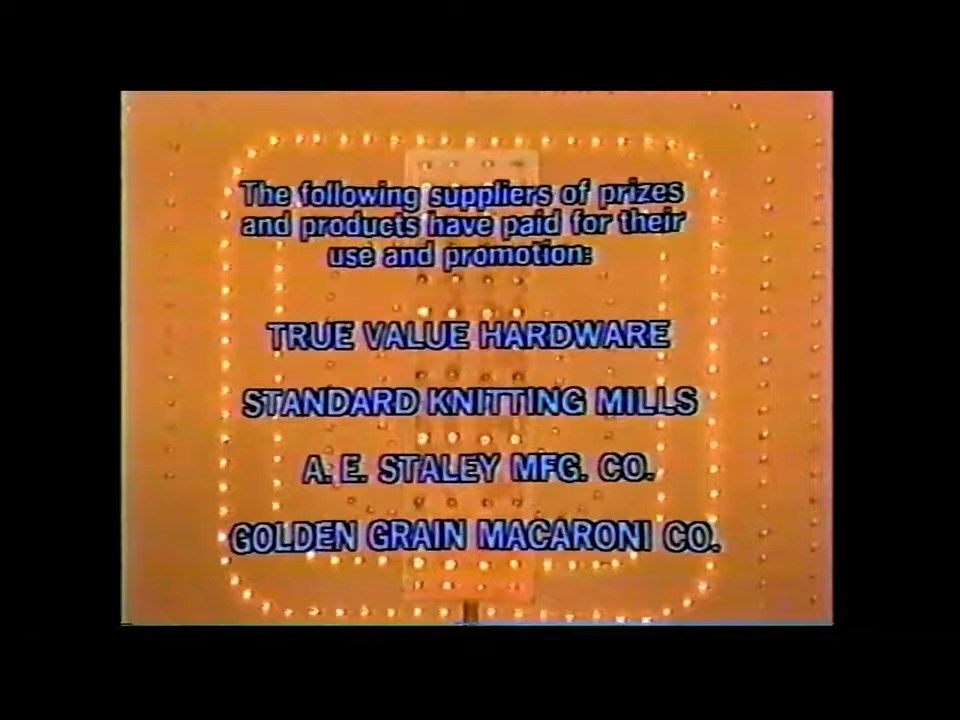 The following suppliers of prizes
and products have paid for their
use and promotion:
TRUE VALUE HARDWARE
STANDARD KNITTING MILLS
A. E. STALEY MFG. CO.
GOLDEN GRAIN MACARONI CO.